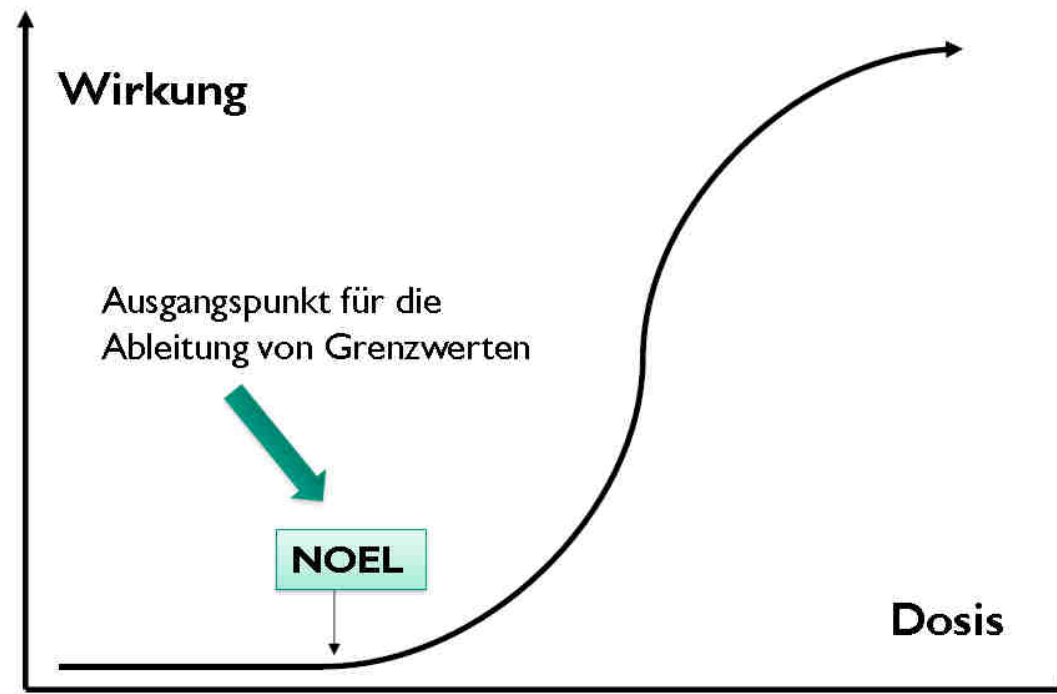 Wirkung
Ausgangspunkt für die
Ableitung von Grenzwerten
NOEL
Dosis